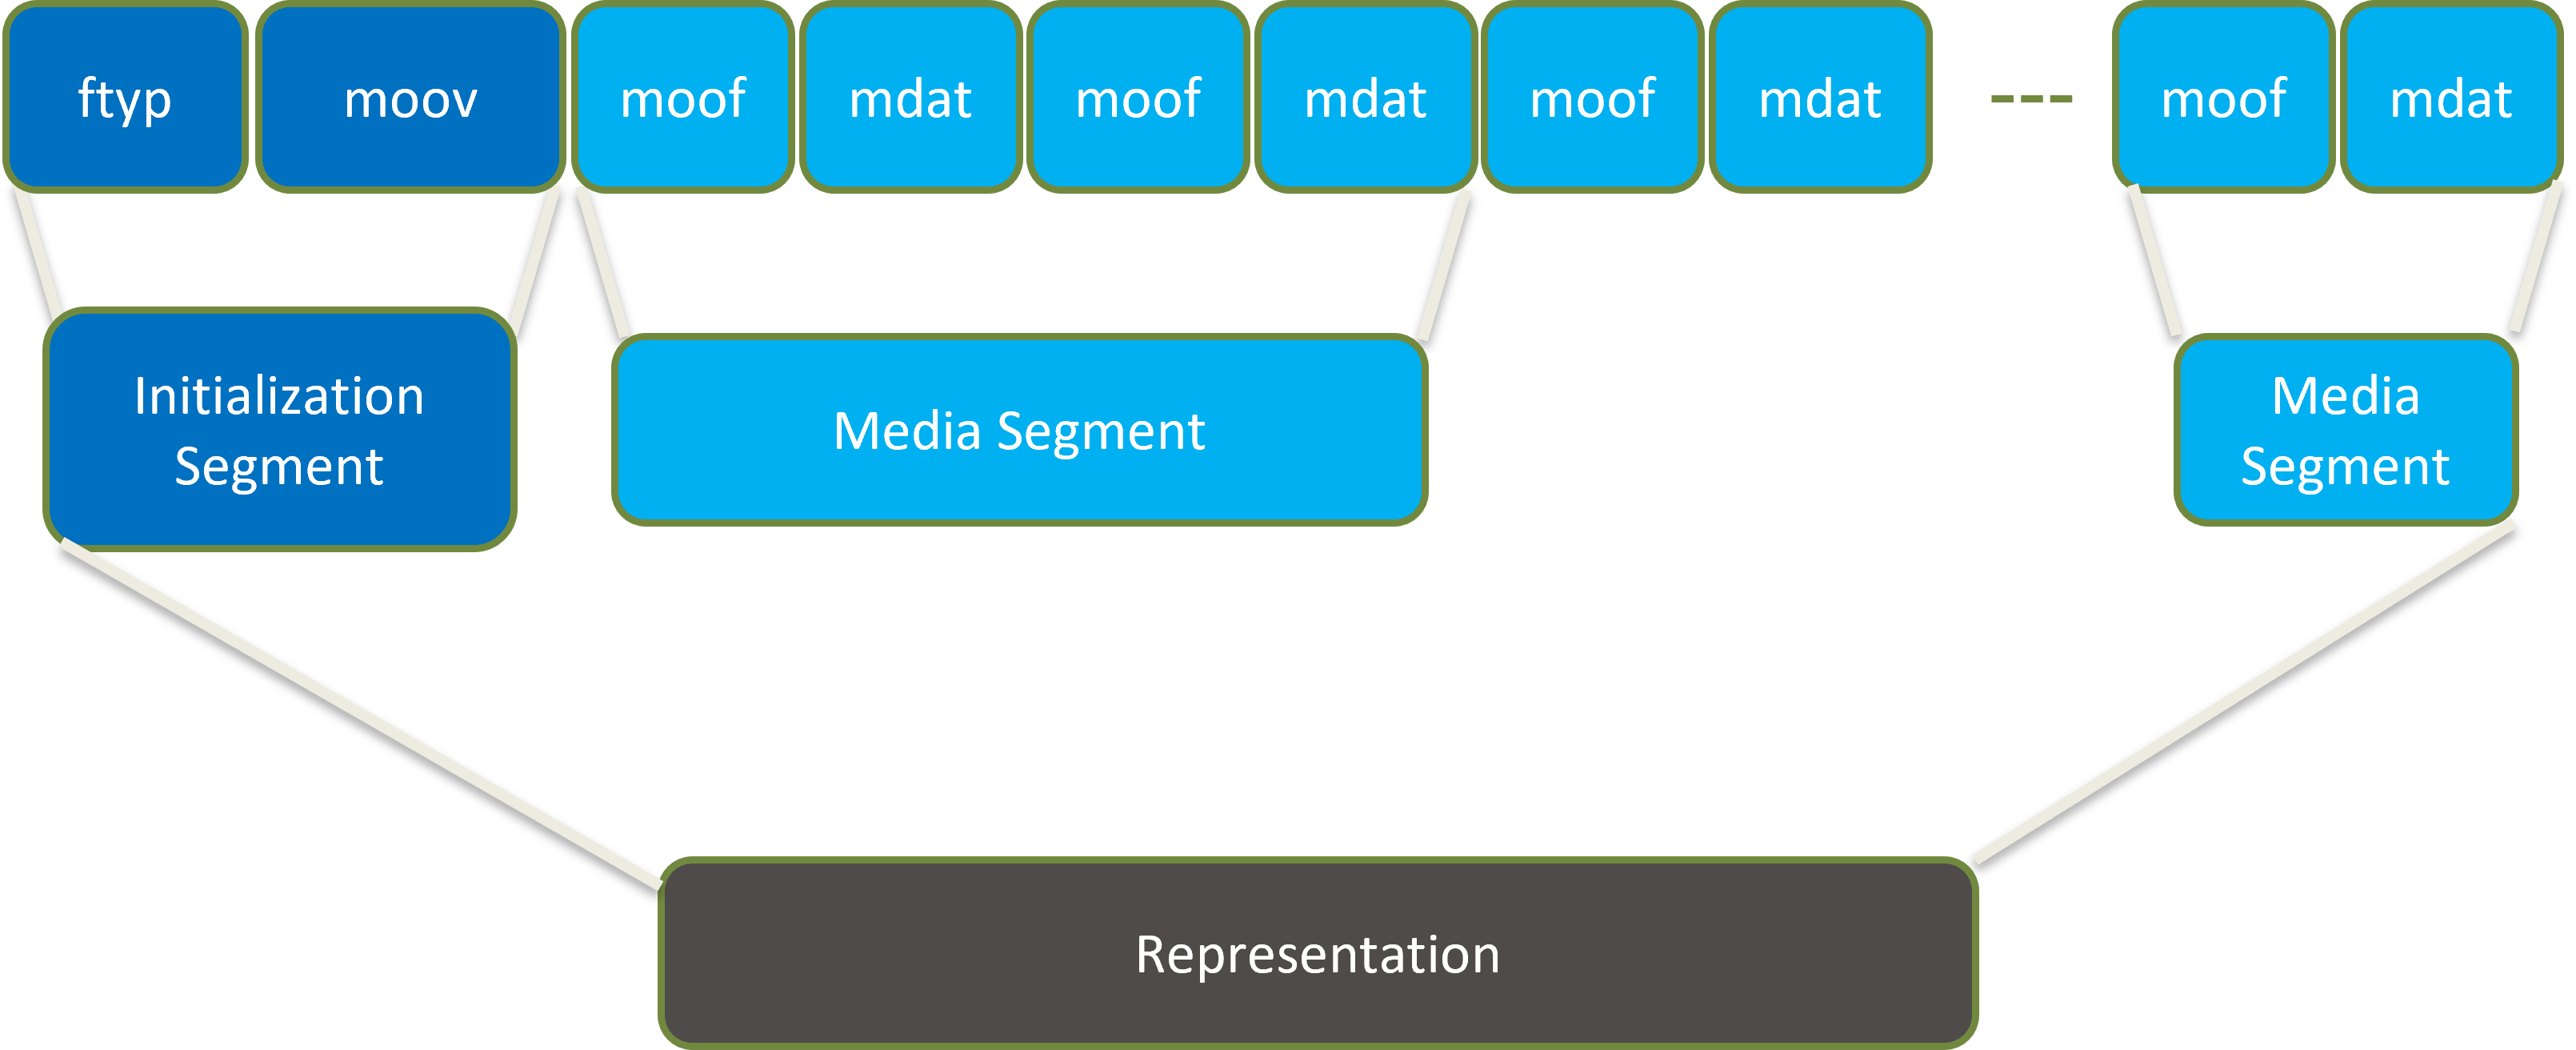 ftyp
moov
moof
mdat
moof
mdat
moof
mdat
---
moof
mdat
Initialization
Segment
Media Segment
Media
Segment
Representation